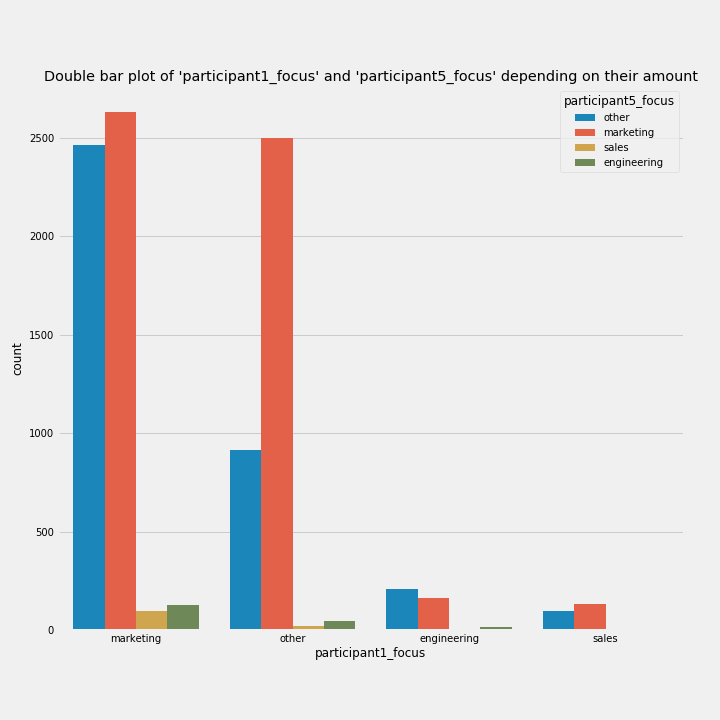 Double bar plot of 'participant1_focus' and 'participant5_focus' depending on their amount
participant5_focus
other
marketing
sales
engineering
2500
2000
1500
1000
500
0
count
marketing
other
engineering
sales
participant1_focus